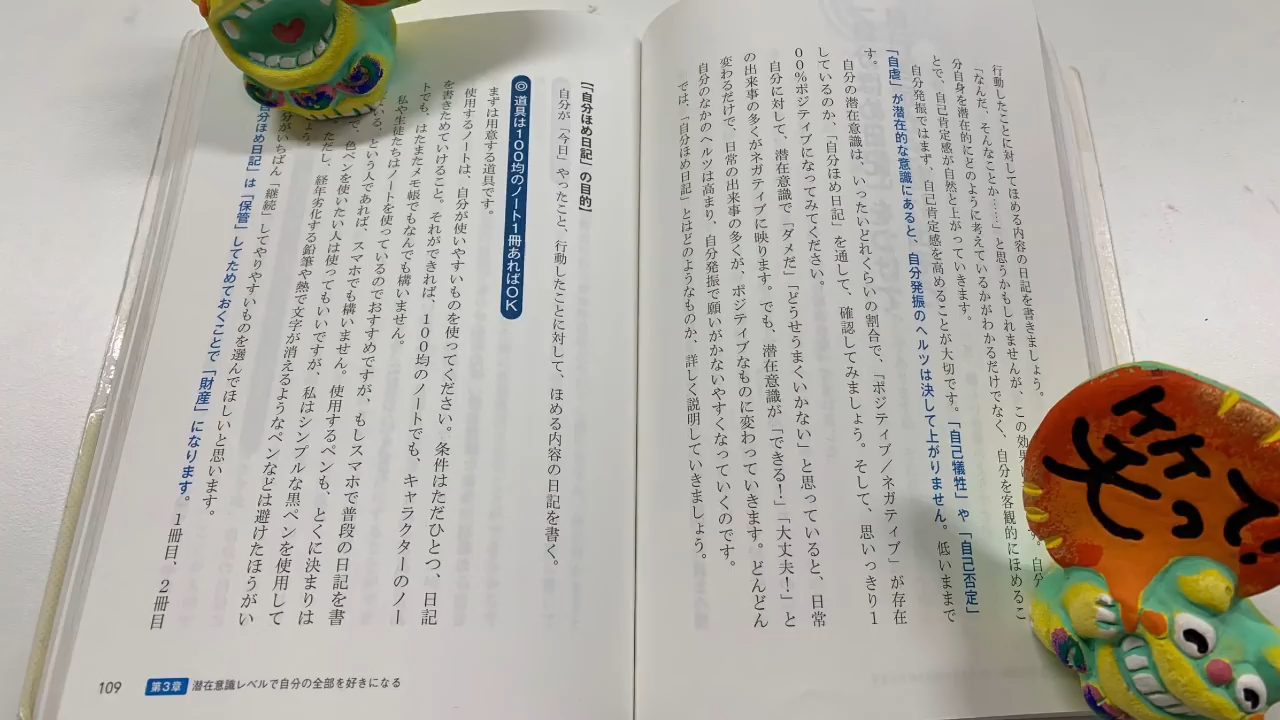 行動したことに対してほめる内容の日記を書きましょう。
「なんだ、そんなことか……」と思うかもしれませんが、この効果
す。自分
分自身を潜在的にどのように考えているかがわかるだけでなく、自分を客観的にほめるこ
とで、自己肯定感が自然と上がっていきます。
自分発振ではまず、自己肯定感を高めることが大切です。「自己犠牲」や「自己否定」
「自虐」が潜在的な意識にあると、自分発振のヘルツは決して上がりません。低いままで
す。
自分の潜在意識は、いったいどれくらいの割合で、「ポジティブ/ネガティブ」が存在
しているのか、「自分ほめ日記」を通して、確認してみましょう。そして、思いっきり1
00%ポジティブになってみてください。
自分に対して、潜在意識で「ダメだ」「どうせうまくいかない」と思っていると、日常
の出来事の多くがネガティブに映ります。でも、潜在意識が「できる!」「大丈夫!」と
変わるだけで、日常の出来事の多くが、ポジティブなものに変わっていきます。どんどん
自分のなかのヘルツは高まり、自分発振で願いがかないやすくなっていくのです。
では、「自分ほめ日記」とはどのようなものか、詳しく説明していきましょう。
【「自分ほめ日記」の目的】
自分が「今日」やったこと、行動したことに対して、ほめる内容の日記を書く。
◎ 道具は100均のノート1冊あればOK
まずは用意する道具です。
使用するノートは、自分が使いやすいものを使ってください。条件はただひとつ、日記
を書きためていけること。それができれば、100均のノートでも、キャラクターのノー
トでも、はたまたメモ帳でもなんでも構いません。
私や生徒たちはノートを使っているのでおすすめですが、もしスマホで普段の日記を書
いる、という人であれば、スマホでも構いません。使用するペンも、とくに決まりは
で、色ペンを使いたい人は使ってもいいですが、私はシンプルな黒ペンを使用して
ただし、経年劣化する鉛筆や熱で文字が消えるようなペンなどは避けたほうがい
ょう。
分がいちばん「継続」してやりやすいものを選んでほしいと思います。
自分ほめ日記」は「保管」してためておくことで「財産」になります。1冊目、2冊目
109 第3章 潜在意識レベルで自分の全部を好きになる
笑って!